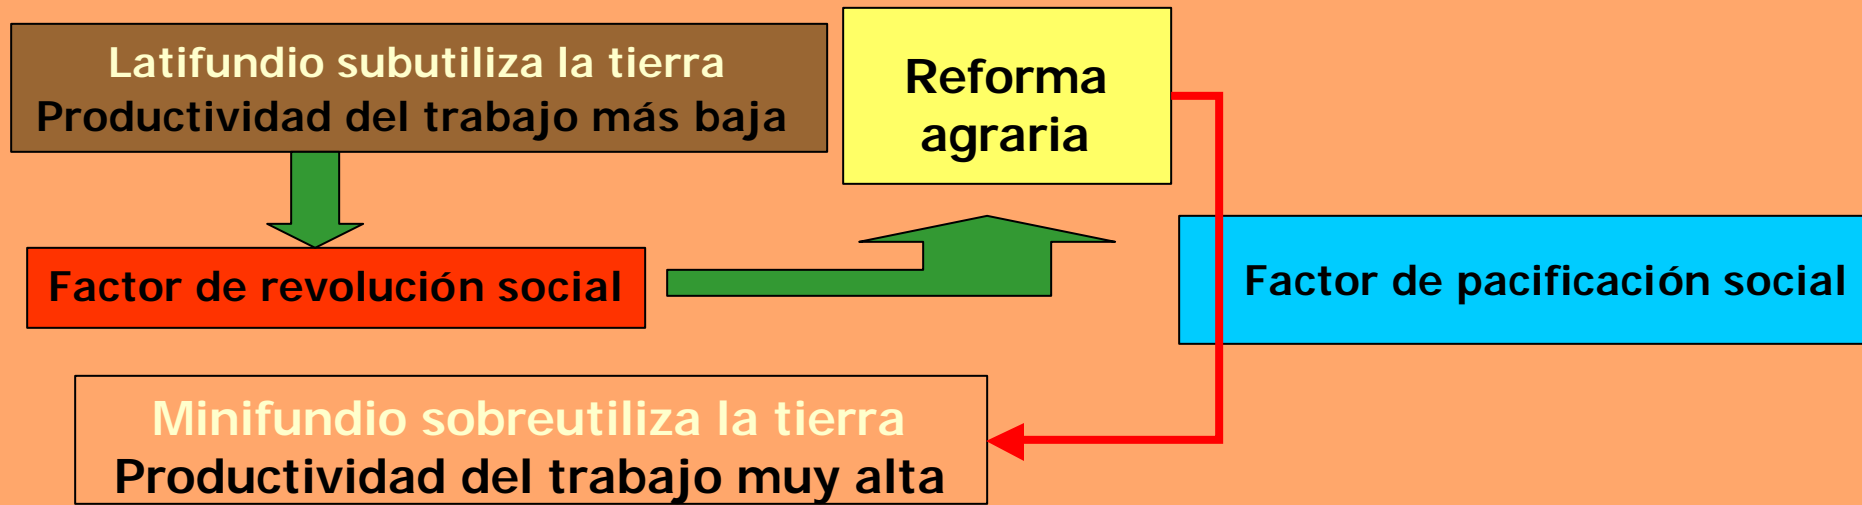 Latifundio subutiliza la tierra
Productividad del trabajo más baja
Reforma
agraria
Factor de revolución social
Factor de pacificación social
Minifundio sobreutiliza la tierra
Productividad del trabajo muy alta